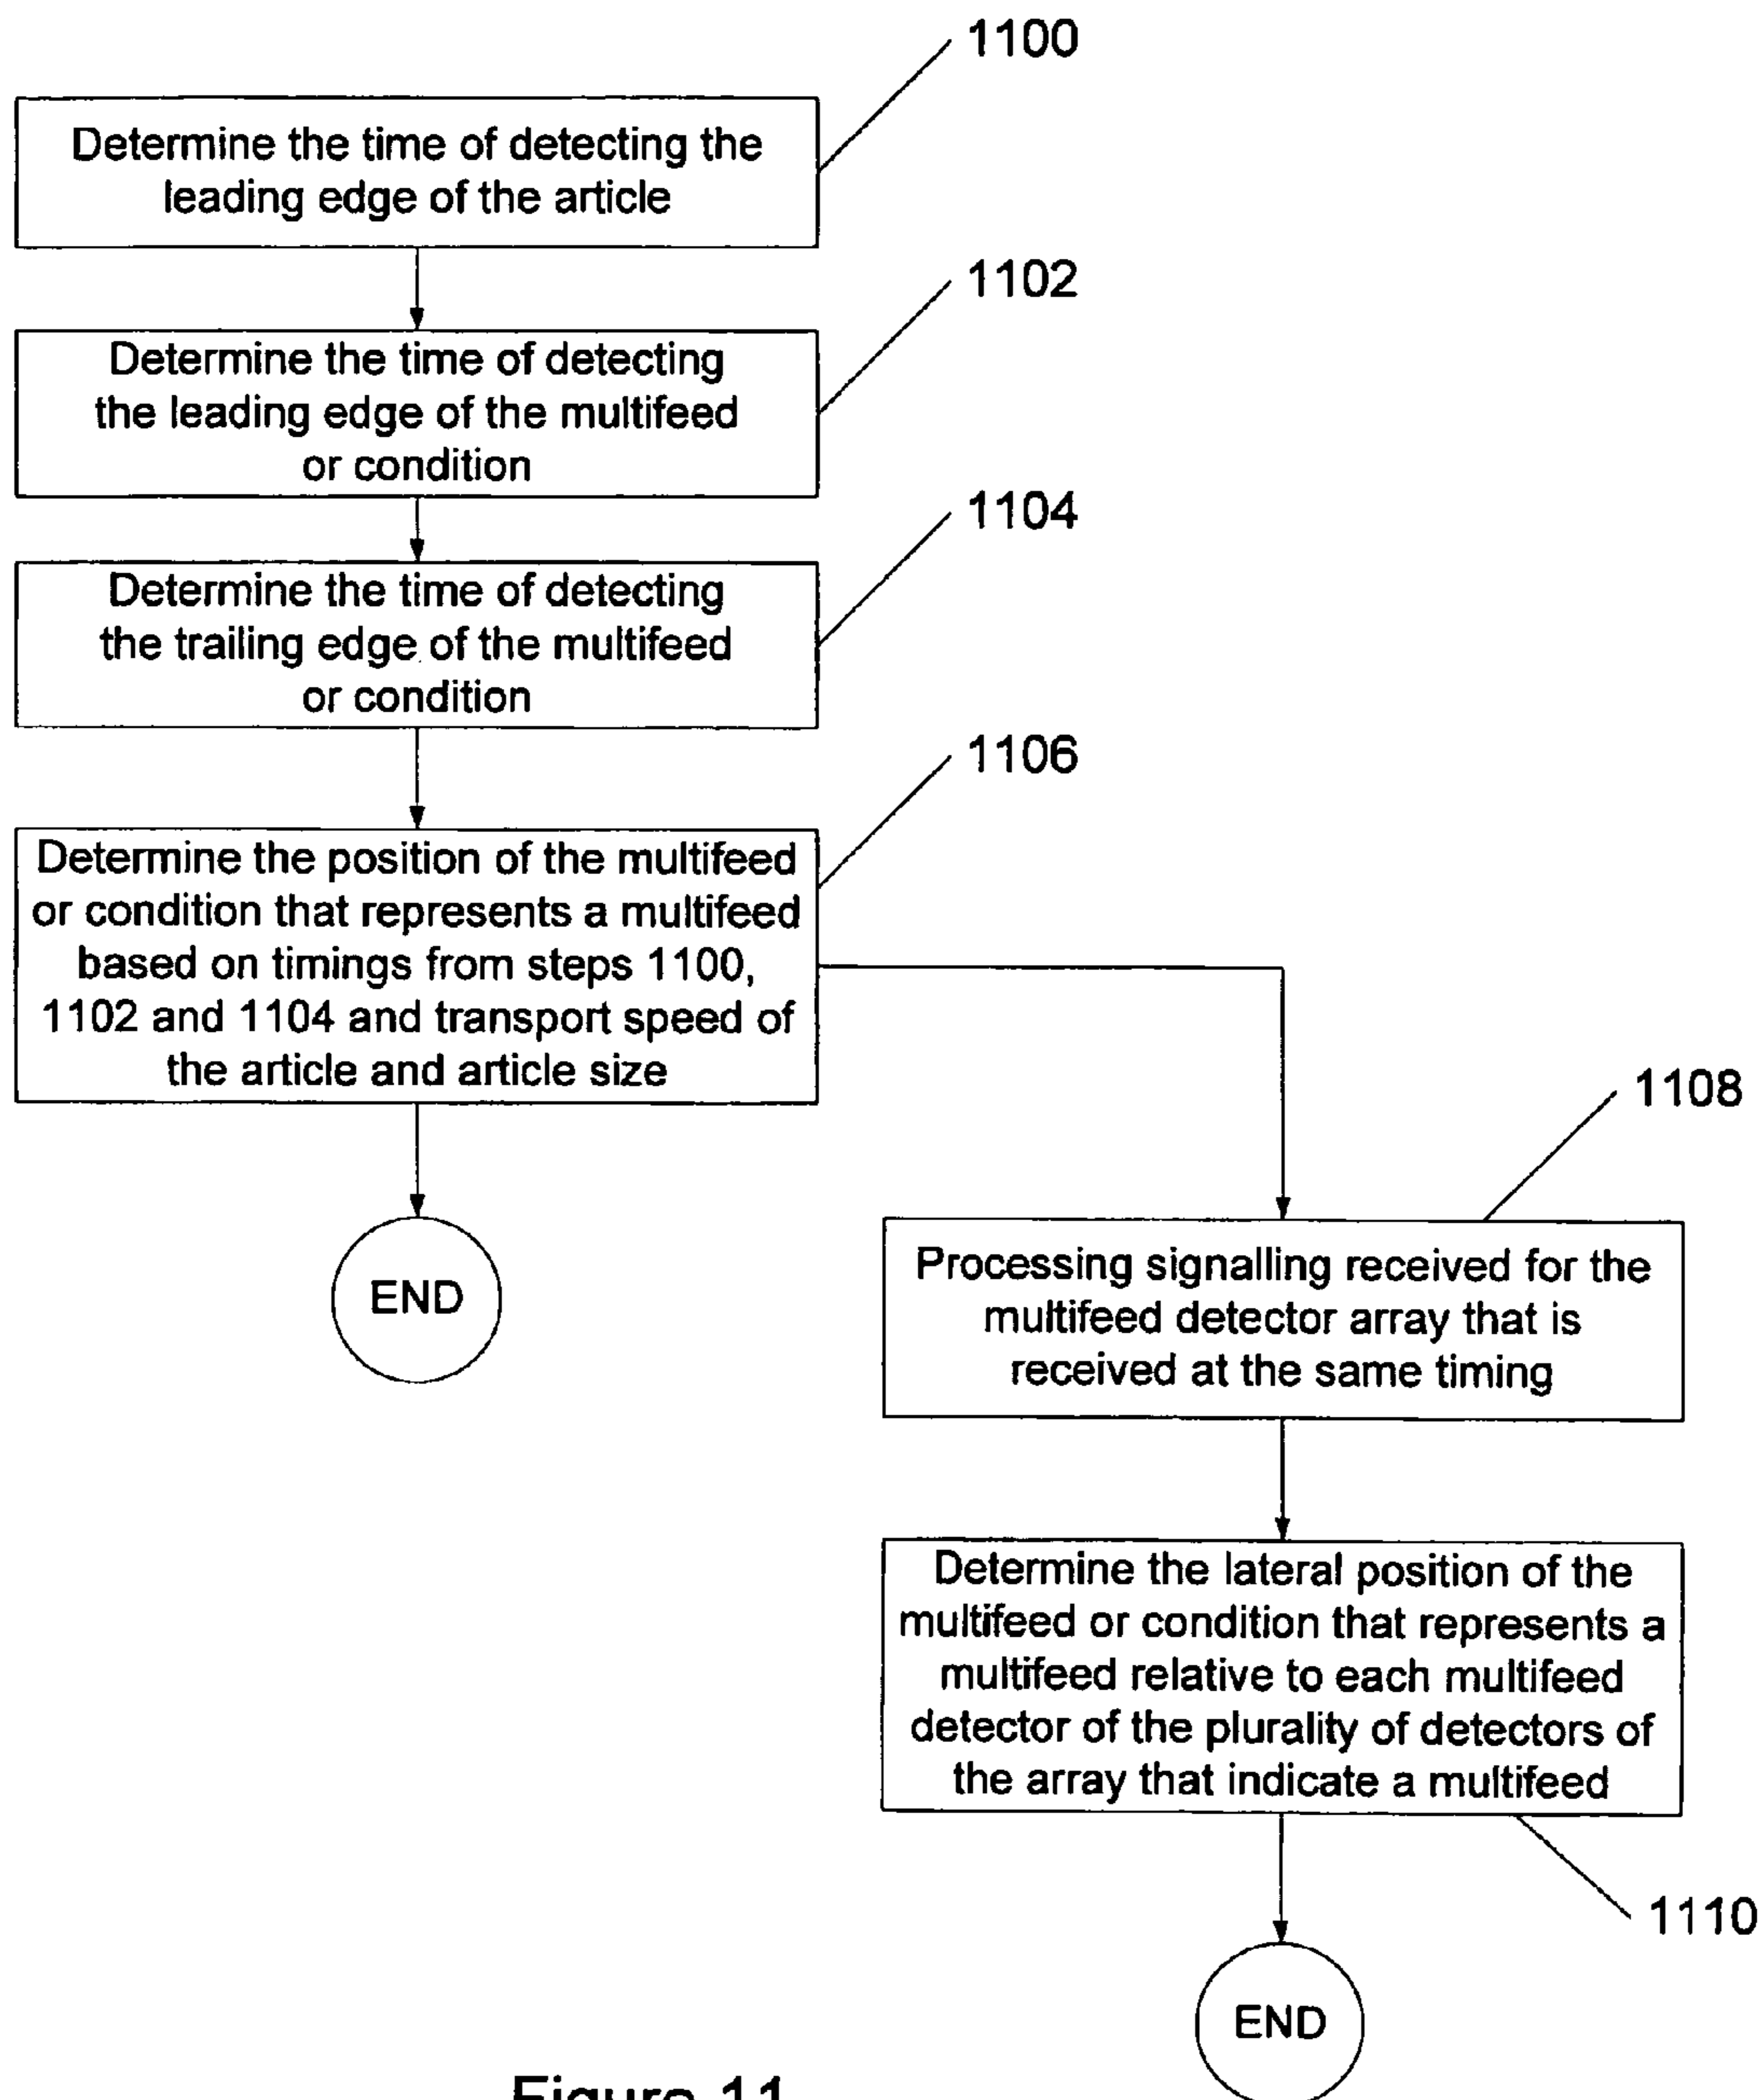 1100
Determine the time of detecting the
leading edge of the article
1102
Determine the time of detecting
the leading edge of the multifeed
or condition
1104
Determine the time of detecting
the trailing edge of the multifeed
or condition
1106
Determine the position of the multifeed
or condition that represents a multifeed
based on timings from steps 1100,
1102 and 1104 and transport speed of
the article and article size
END
1108
Processing signalling received for the
multifeed detector array that is
received at the same timing
Determine the lateral position of the
multifeed or condition that represents a
multifeed relative to each multifeed
detector of the plurality of detectors of
the array that indicate a multifeed
1110
END
Figure 11